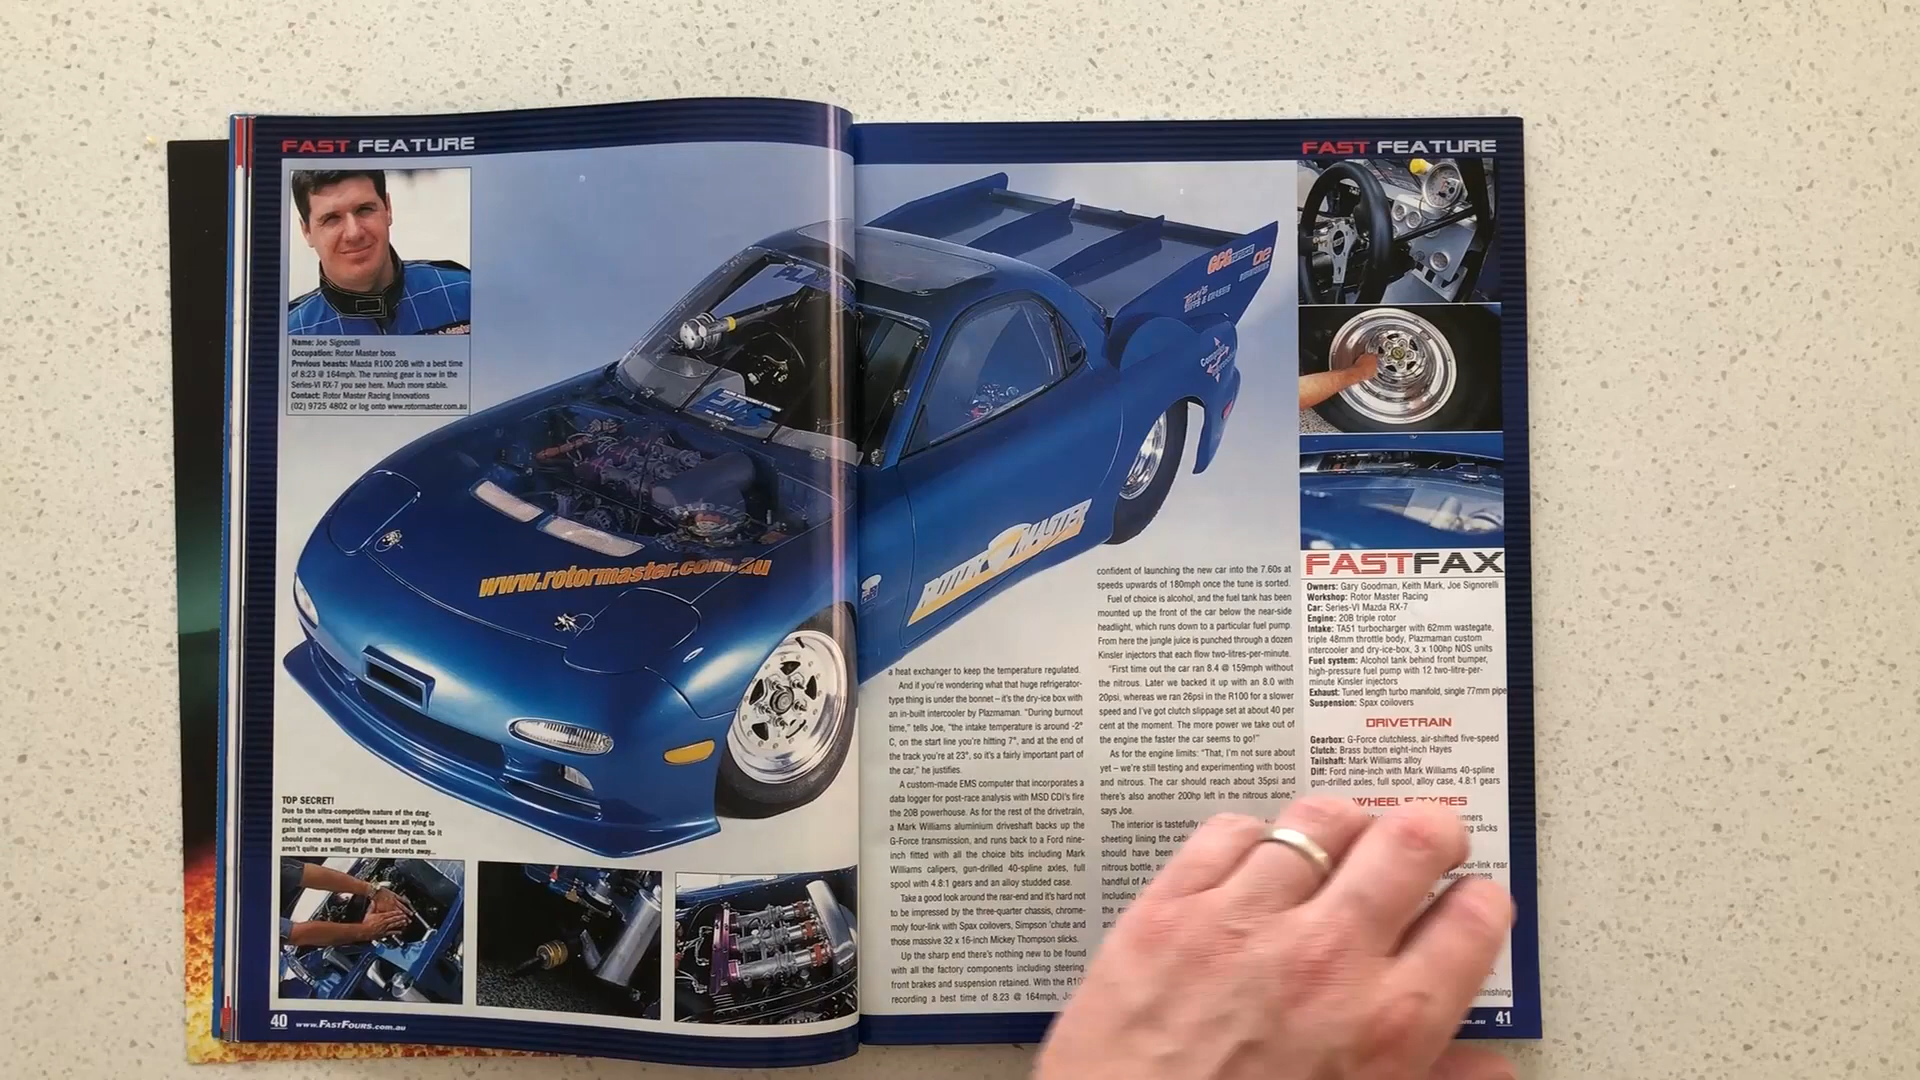 FAST FEATURE
Name: Joe Signorelli
Occupation: Rotor Master boss
Previous beasts: Mazda R100 20B with a best time
of 8:23 @ 164mph. The running gear is now in the
Series-VI RX-7 you see here. Much more stable.
Contact: Rotor Master Racing Innovations
(02) 9725 4802 or log onto www.rotormaster.com.au
EMS
www.rotormaster.com.au
TOP SECRET!
Due to the ultra-competitive nature of the drag-
racing scene, most tuning houses are all vying to
gain that competitive edge wherever they can. So it
should come as no surprise that most of them
aren't quite as willing to give their secrets away...
40 www.FastFours.com.au
FAST FEATURE
GCG
ROTOR MASTER
a heat exchanger to keep the temperature regulated.
And if you're wondering what that huge refrigerator-
type thing is under the bonnet – it's the dry-ice box with
an in-built intercooler by Plazmaman. "During burnout
time," tells Joe, "the intake temperature is around -2°
C, on the start line you're hitting 7°, and at the end of
the track you're at 23°, so it's a fairly important part of
the car," he justifies.
A custom-made EMS computer that incorporates a
data logger for post-race analysis with MSD CDI's fire
the 20B powerhouse. As for the rest of the drivetrain,
a Mark Williams aluminium driveshaft backs up the
G-Force transmission, and runs back to a Ford nine-
inch fitted with all the choice bits including Mark
Williams calipers, gun-drilled 40-spline axles, full
spool with 4.8:1 gears and an alloy studded case.
Take a good look around the rear-end and it's hard not
to be impressed by the three-quarter chassis, chrome-
moly four-link with Spax coilovers, Simpson 'chute and
those massive 32 x 16-inch Mickey Thompson slicks.
Up the sharp end there's nothing new to be found
with all the factory components including steering,
front brakes and suspension retained. With the R100
recording a best time of 8.23 @ 164mph,
confident of launching the new car into the 7.60s at
speeds upwards of 180mph once the tune is sorted.
Fuel of choice is alcohol, and the fuel tank has been
mounted up the front of the car below the near-side
headlight, which runs down to a particular fuel pump.
From here the jungle juice is punched through a dozen
Kinsler injectors that each flow two-litres-per-minute.
"First time out the car ran 8.4 @ 159mph without
the nitrous. Later we backed it up with an 8.0 with
20psi, whereas we ran 26psi in the R100 for a slower
speed and I've got clutch slippage set at about 40 per
cent at the moment. The more power we take out of
the engine the faster the car seems to go!"
As for the engine limits: "That, I'm not sure about
yet – we're still testing and experimenting with boost
and nitrous. The car should reach about 35psi and
there's also another 200hp left in the nitrous alone,"
says Joe.
The interior is tastefully
sheeting lining the
should have been
nitrous bottle,
handful of
including
the
and
FASTFAX
Owners: Gary Goodman, Keith Mark, Joe Signorelli
Workshop: Rotor Master Racing
Car: Series-VI Mazda RX-7
Engine: 20B triple rotor
Intake: TA51 turbocharger with 62mm wastegate,
triple 48mm throttle body, Plazmaman custom
intercooler and dry-ice-box, 3 x 100hp NOS units
Fuel system: Alcohol tank behind front bumper,
high-pressure fuel pump with 12 two-litre-per-
minute Kinsler injectors
Exhaust: Tuned length turbo manifold, single 77mm pipe
Suspension: Spax coilovers
DRIVETRAIN
Gearbox: G-Force clutchless, air-shifted five-speed
Clutch: Brass button eight-inch Hayes
Tailshaft: Mark Williams alloy
Diff: Ford nine-inch with Mark Williams 40-spline
gun-drilled axles, full spool, alloy case, 4.8:1 gears
WHEELS/TYRES
slicks
four-link rear
Meter gauges
41